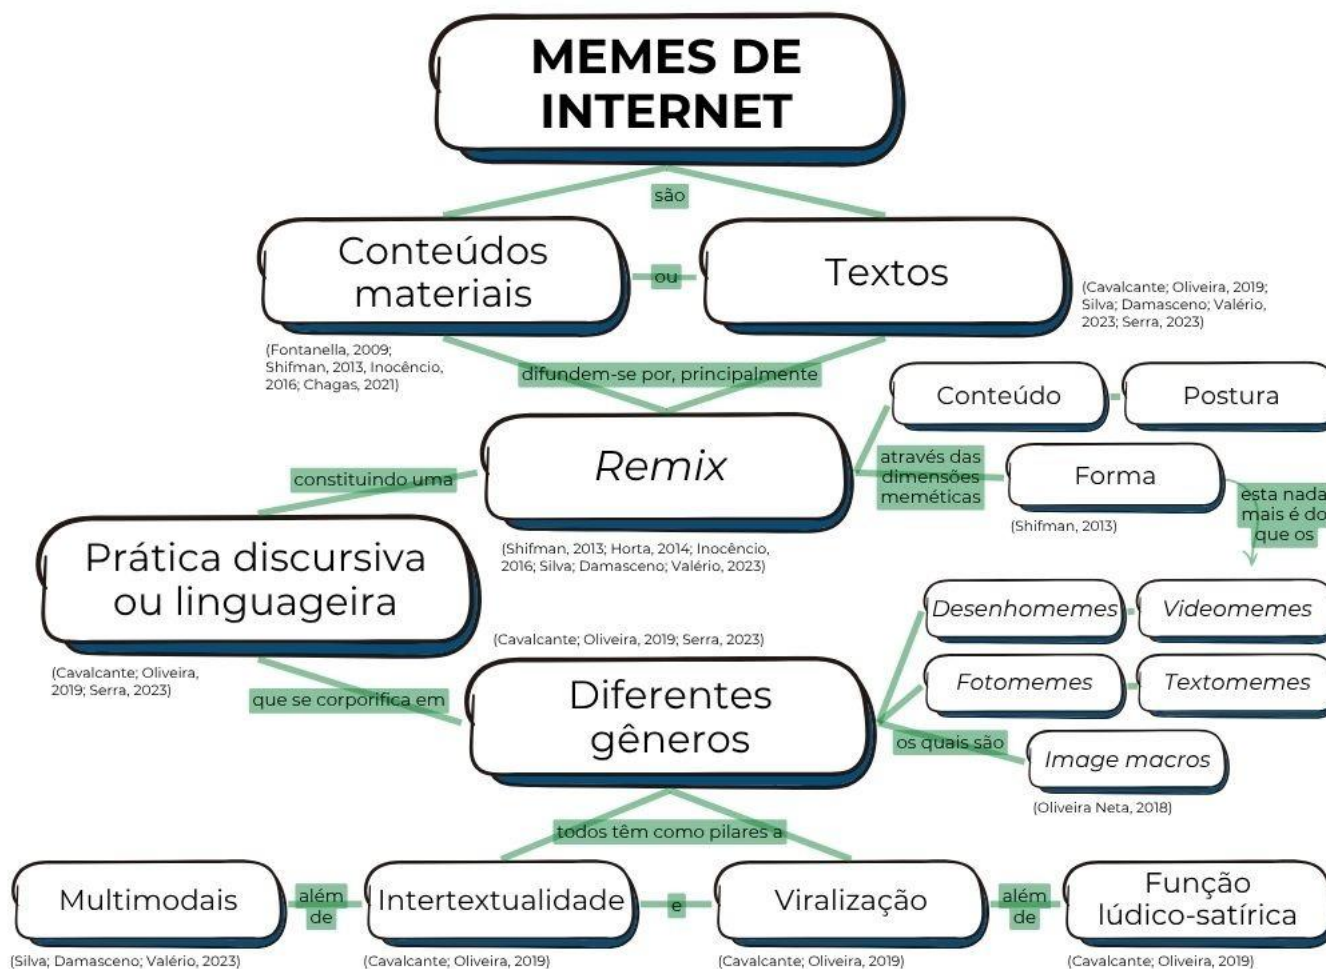 MEMES DE
INTERNET
são
Conteúdos
materiais
ou
Textos
(Cavalcante; Oliveira, 2019;
Silva; Damasceno; Valério,
2023; Serra, 2023)
(Fontanella, 2009;
Shifman, 2013, Inocêncio,
2016; Chagas, 2021)
difundem-se por, principalmente
Remix
(Shifman, 2013; Horta, 2014; Inocêncio,
2016; Silva; Damasceno; Valério, 2023)
através das
dimensões
meméticas
Conteúdo
Postura
Forma
(Shifman, 2013)
esta nada
mais é do
que os
constituindo uma
Prática discursiva
ou linguageira
(Cavalcante; Oliveira,
2019; Serra, 2023)
que se corporifica em
(Cavalcante; Oliveira, 2019; Serra, 2023)
Diferentes
gêneros
os quais são
Desenhomemes
Videomemes
Fotomemes
Textomemes
Image macros
(Oliveira Neta, 2018)
todos têm como pilares a
Multimodais
além
de
Intertextualidade
e
Viralização
além
de
Função
lúdico-satírica
(Silva; Damasceno; Valério, 2023)
(Cavalcante; Oliveira, 2019)
(Cavalcante; Oliveira, 2019)
(Cavalcante; Oliveira, 2019)